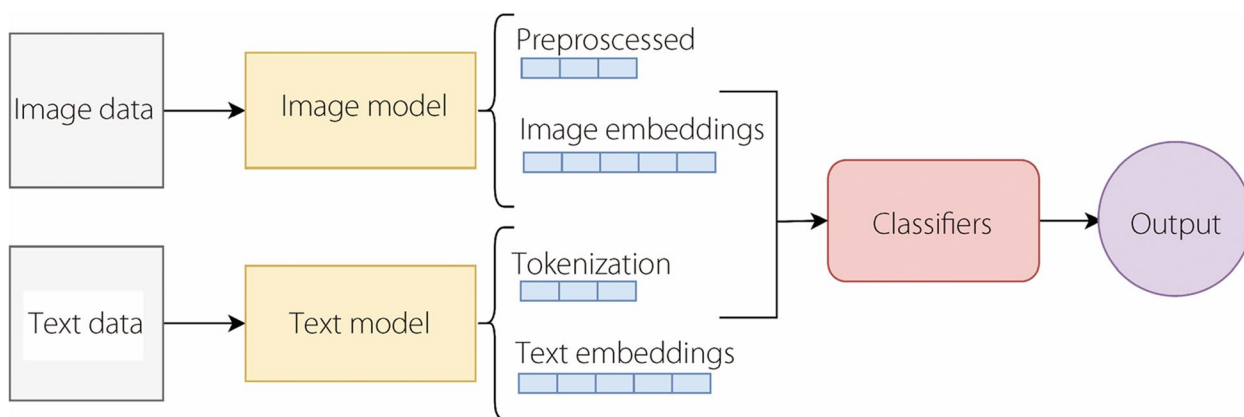 Image data
Image model
Preproscessed
Image embeddings
Text data
Text model
Tokenization
Text embeddings
Classifiers
Output